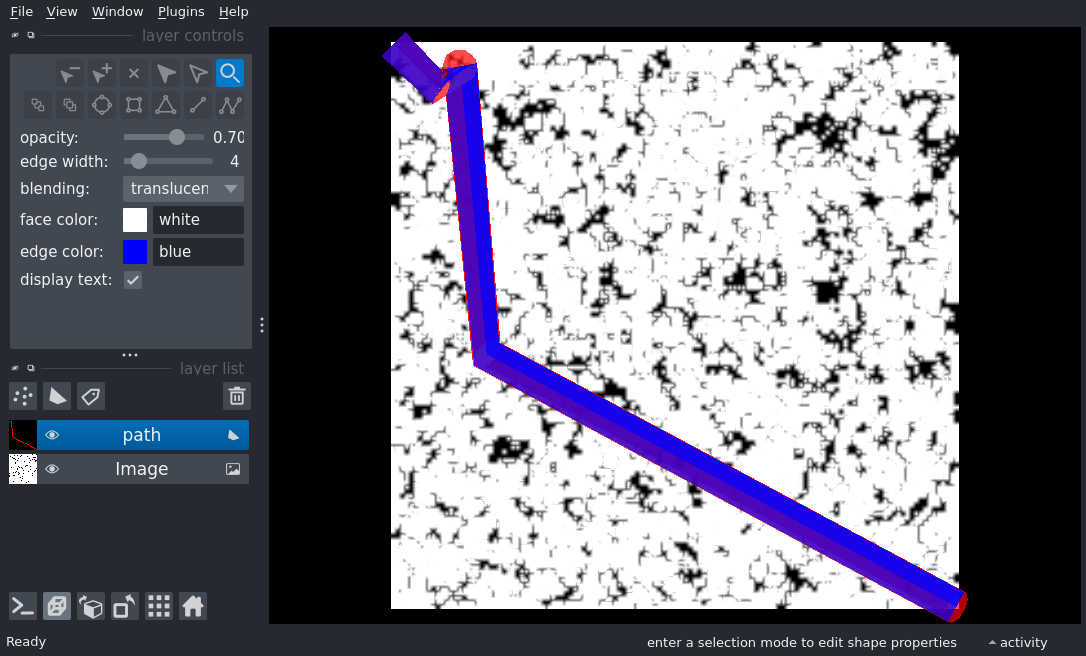 File View Window Plugins Help
layer controls
opacity: 0.70
edge width: 4
blending: translucen
face color: white
edge color: blue
display text:
layer list
path
Image
Ready enter a selection mode to edit shape properties activity